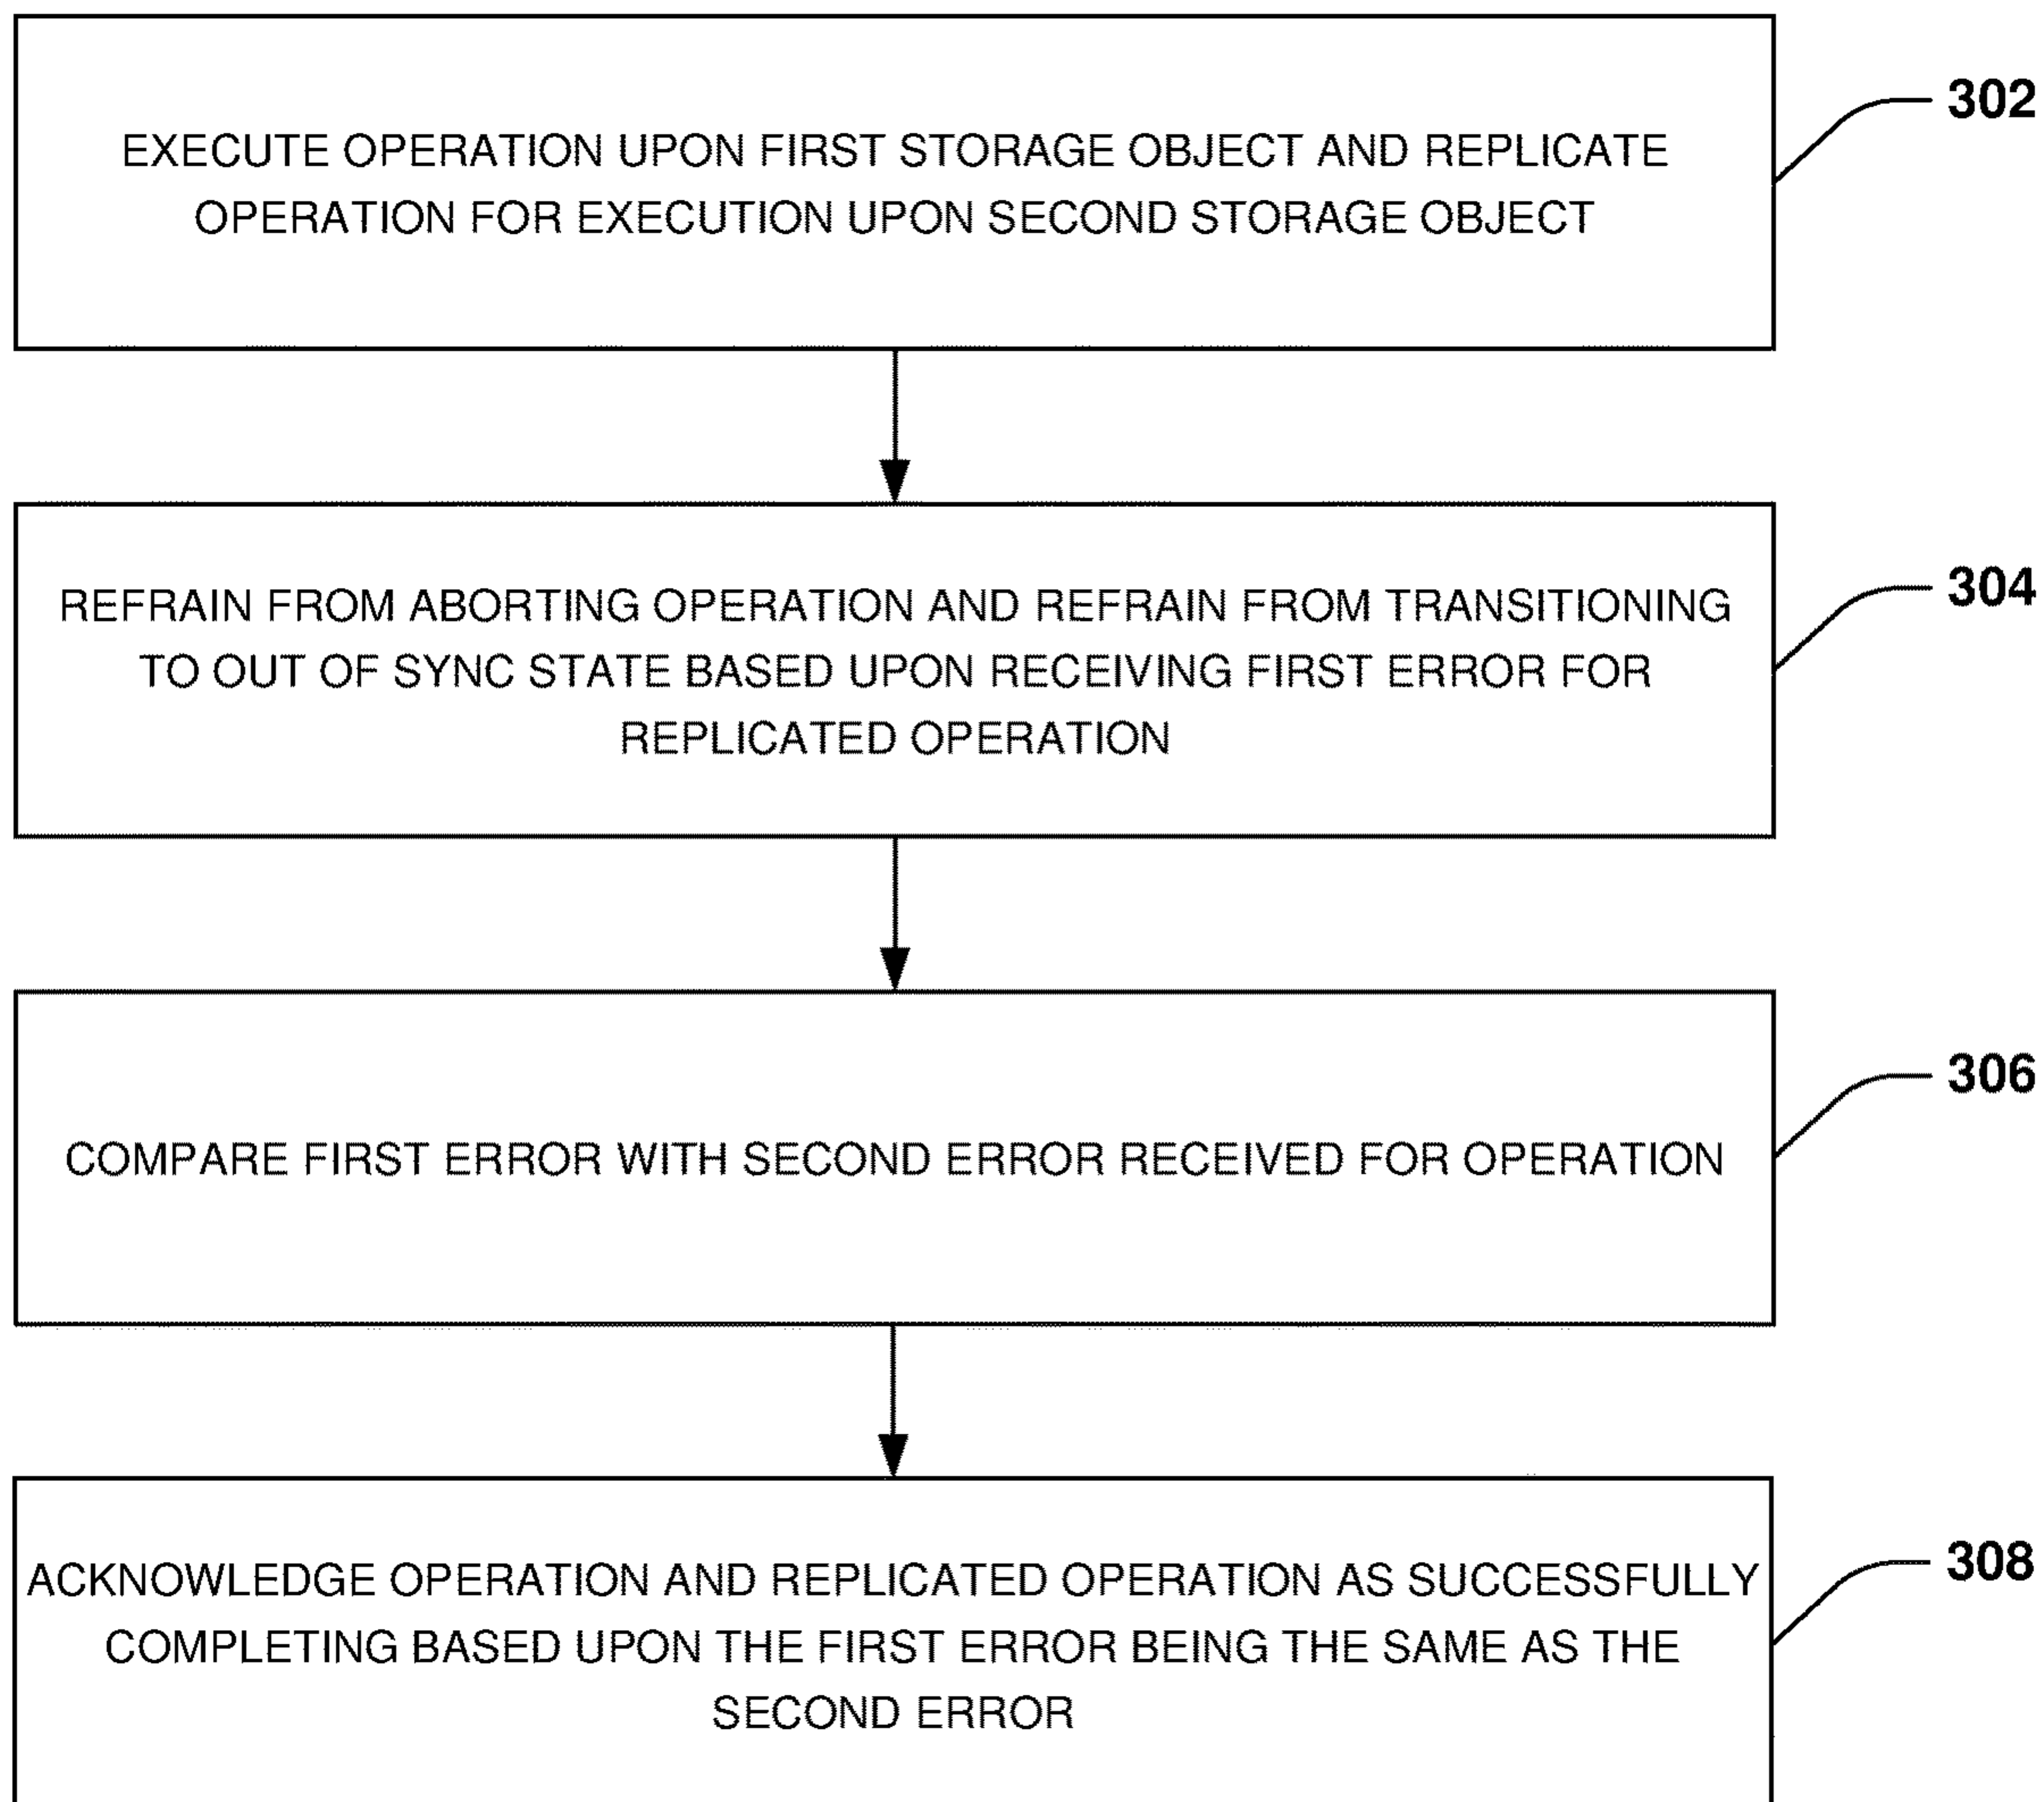 EXECUTE OPERATION UPON FIRST STORAGE OBJECT AND REPLICATE
OPERATION FOR EXECUTION UPON SECOND STORAGE OBJECT
302
REFRAIN FROM ABORTING OPERATION AND REFRAIN FROM TRANSITIONING
TO OUT OF SYNC STATE BASED UPON RECEIVING FIRST ERROR FOR
REPLICATED OPERATION
304
COMPARE FIRST ERROR WITH SECOND ERROR RECEIVED FOR OPERATION
306
ACKNOWLEDGE OPERATION AND REPLICATED OPERATION AS SUCCESSFULLY
COMPLETING BASED UPON THE FIRST ERROR BEING THE SAME AS THE
SECOND ERROR
308